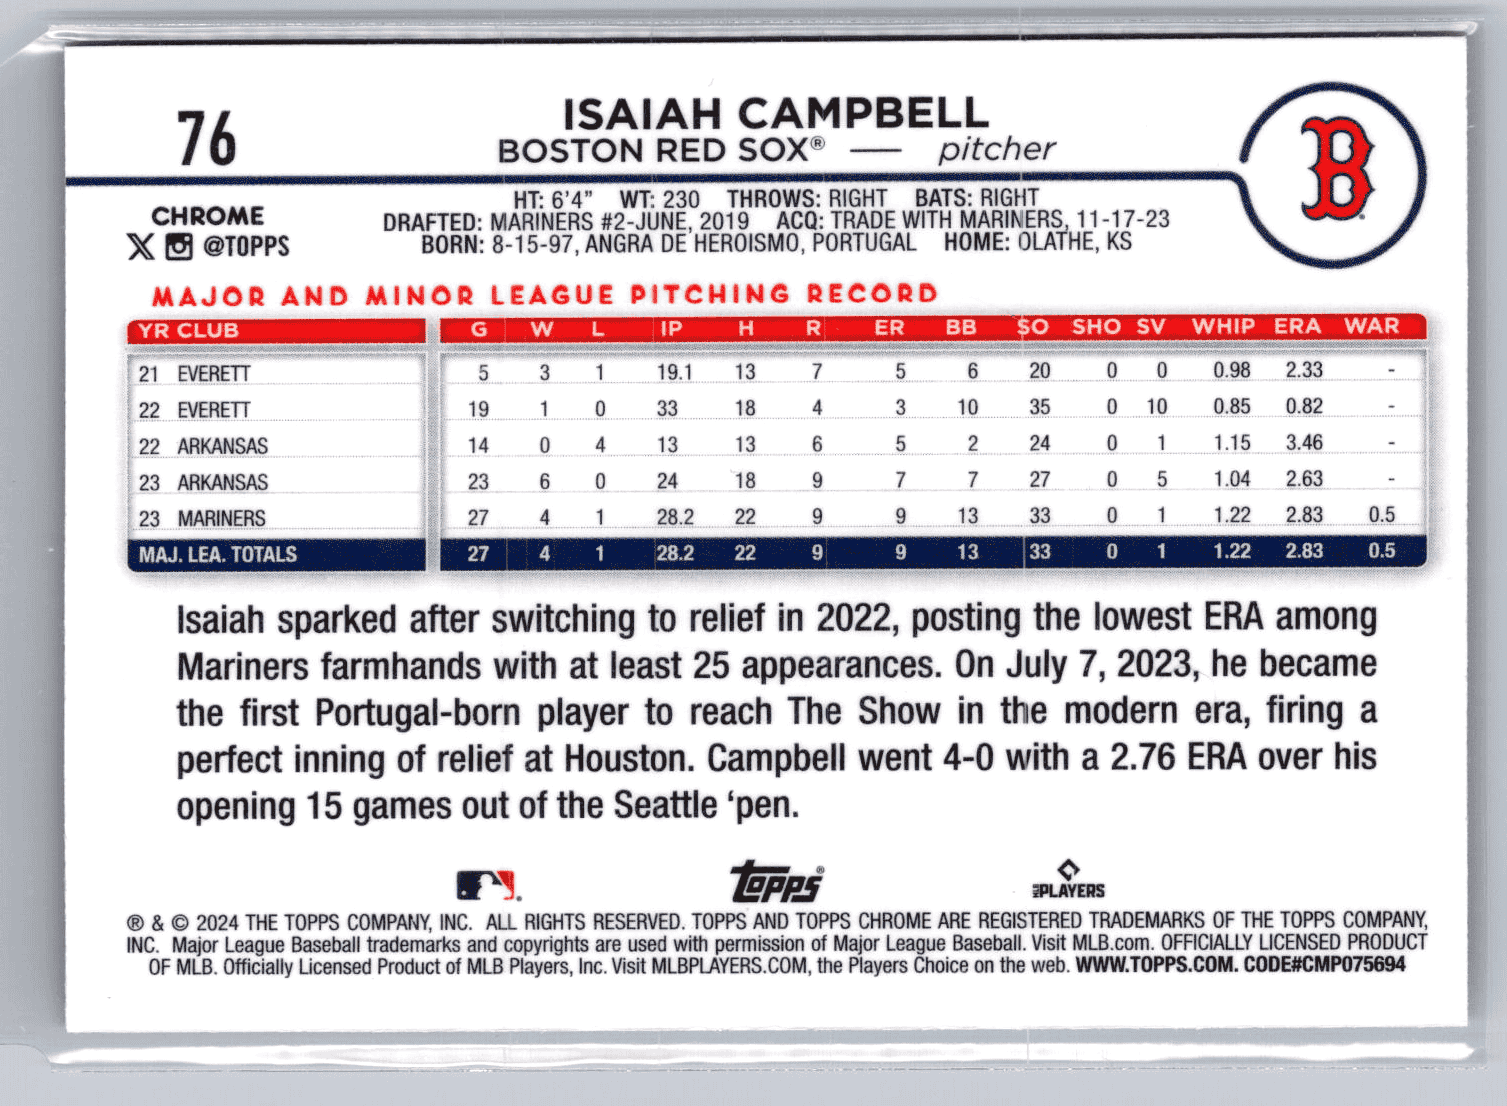 76
ISAIAH CAMPBELL
BOSTON RED SOX® — pitcher
B
CHROME
X @TOPPS
HT: 6'4” WT: 230 THROWS: RIGHT BATS: RIGHT
DRAFTED: MARINERS #2-JUNE, 2019 ACQ: TRADE WITH MARINERS, 11-17-23
BORN: 8-15-97, ANGRA DE HEROISMO, PORTUGAL HOME: OLATHE, KS
MAJOR AND MINOR LEAGUE PITCHING RECORD
YR CLUB G W L IP H R ER BB SO SHO SV WHIP ERA WAR
21 EVERETT 5 3 1 19.1 13 7 5 6 20 0 0 0.98 2.33 -
22 EVERETT 19 1 0 33 18 4 3 10 35 0 10 0.85 0.82 -
22 ARKANSAS 14 0 4 13 13 6 5 2 24 0 1 1.15 3.46 -
23 ARKANSAS 23 6 0 24 18 9 7 7 27 0 5 1.04 2.63 -
23 MARINERS 27 4 1 28.2 22 9 9 13 33 0 1 1.22 2.83 0.5
MAJ. LEA. TOTALS 27 4 1 28.2 22 9 9 13 33 0 1 1.22 2.83 0.5
Isaiah sparked after switching to relief in 2022, posting the lowest ERA among
Mariners farmhands with at least 25 appearances. On July 7, 2023, he became
the first Portugal-born player to reach The Show in the modern era, firing a
perfect inning of relief at Houston. Campbell went 4-0 with a 2.76 ERA over his
opening 15 games out of the Seattle ‘pen.
topps®
MLB PLAYERS
® & © 2024 THE TOPPS COMPANY, INC. ALL RIGHTS RESERVED. TOPPS AND TOPPS CHROME ARE REGISTERED TRADEMARKS OF THE TOPPS COMPANY,
INC. Major League Baseball trademarks and copyrights are used with permission of Major League Baseball. Visit MLB.com. OFFICIALLY LICENSED PRODUCT
OF MLB. Officially Licensed Product of MLB Players, Inc. Visit MLBPLAYERS.COM, the Players Choice on the web. WWW.TOPPS.COM. CODE#CMP075694